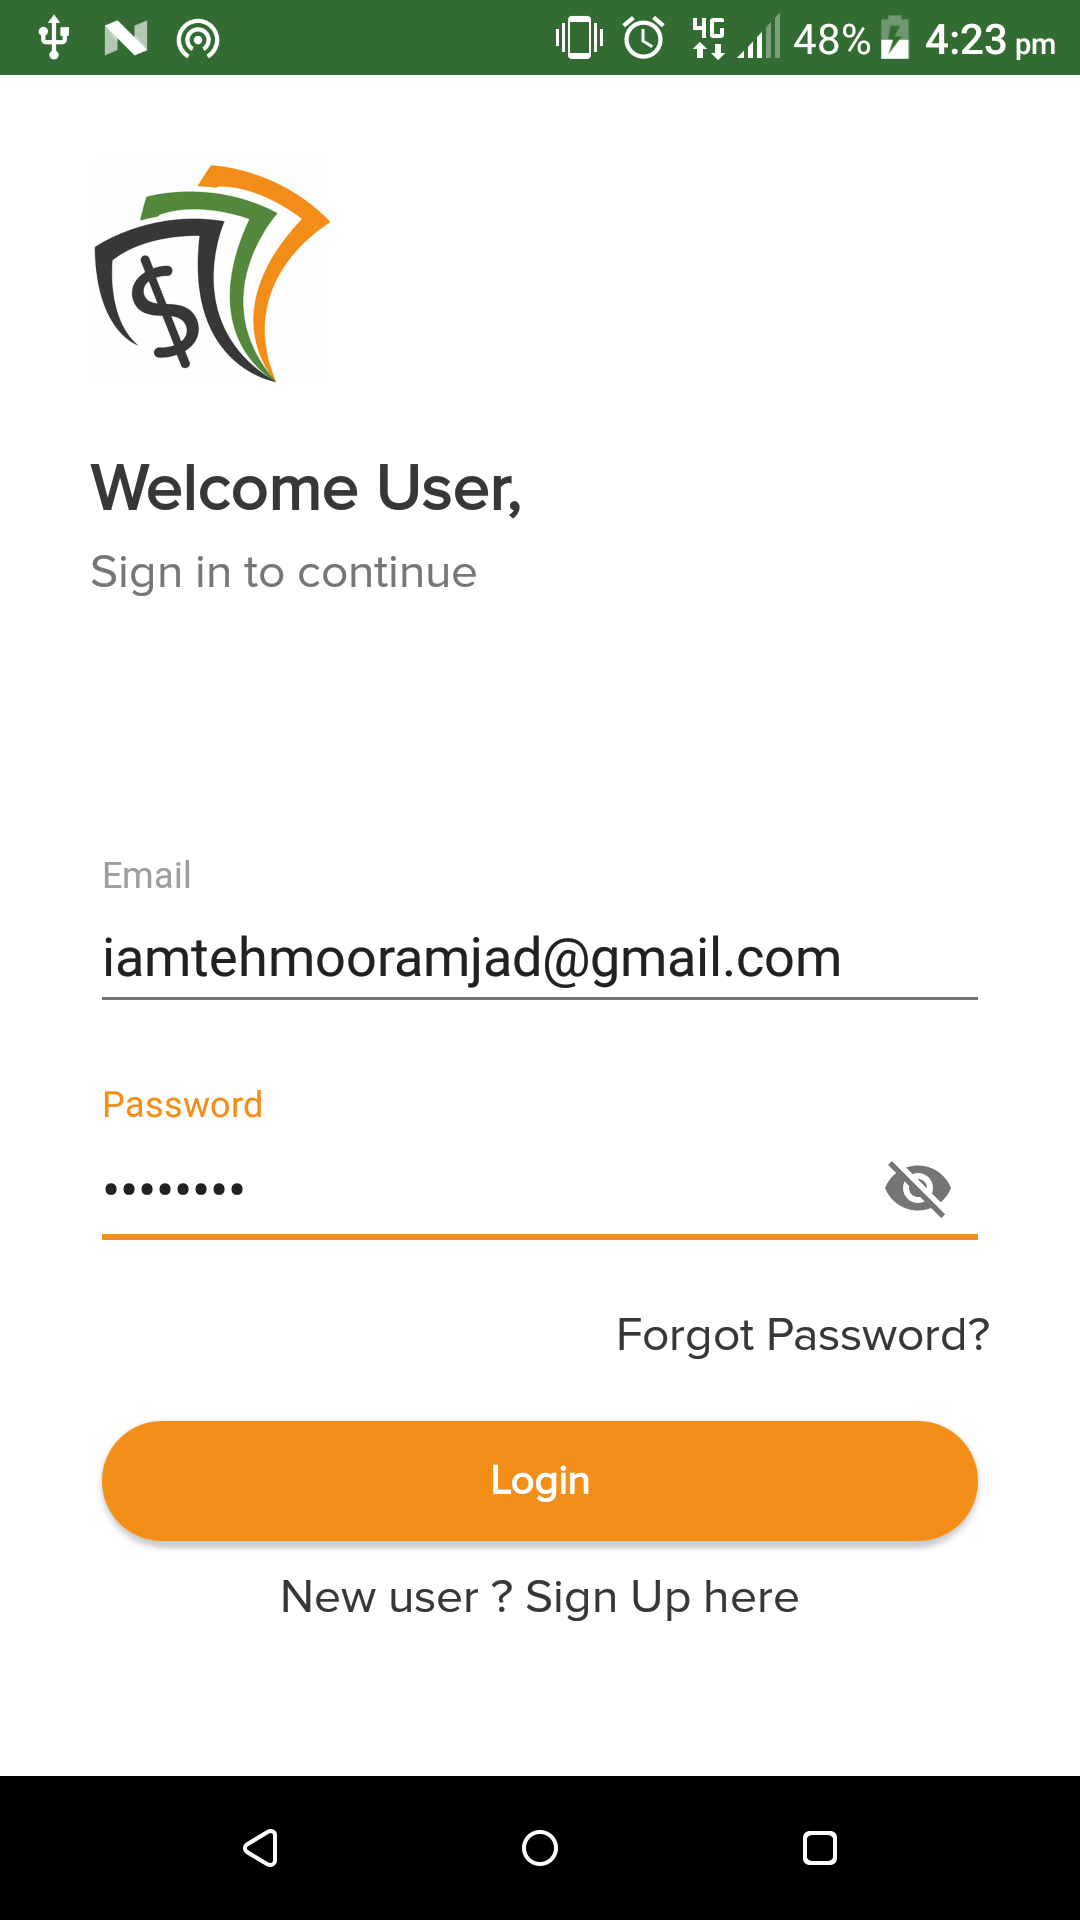 4G 48% 4:23 pm
$
Welcome User,
Sign in to continue
Email
iamtehmooramjad@gmail.com
Password
••••••••
Forgot Password?
Login
New user ? Sign Up here